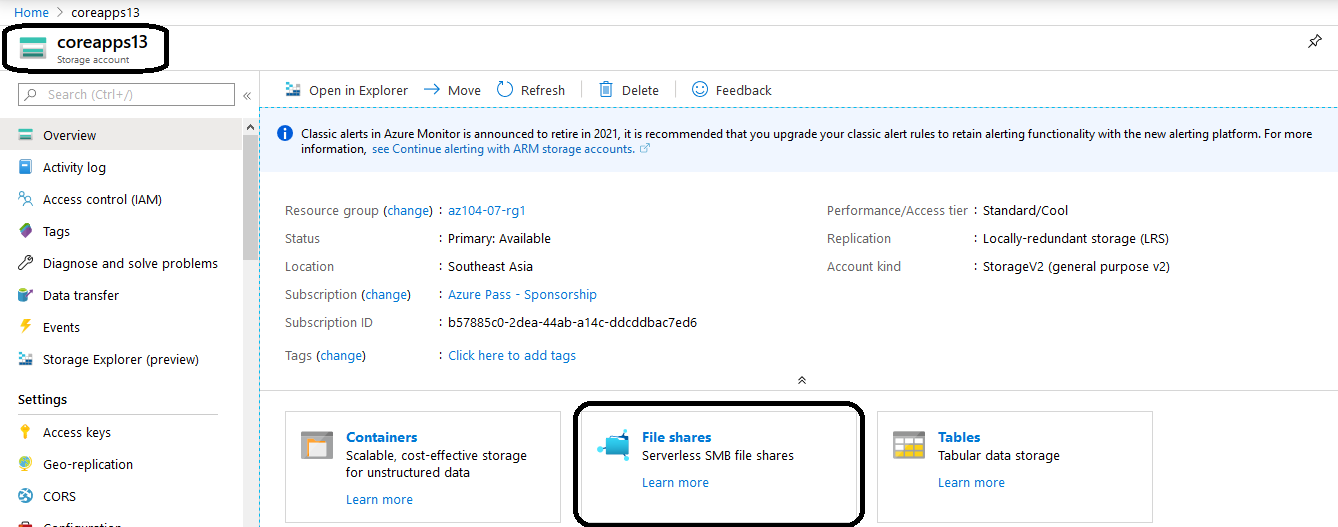 Home > coreapps13
coreapps13
Storage account
Search (Ctrl+/)
«
Overview
Activity log
Access control (IAM)
Tags
Diagnose and solve problems
Data transfer
Events
Storage Explorer (preview)
Settings
Access keys
Geo-replication
CORS
Configuration
Open in Explorer Move Refresh Delete Feedback
Classic alerts in Azure Monitor is announced to retire in 2021, it is recommended that you upgrade your classic alert rules to retain alerting functionality with the new alerting platform. For more
information, see Continue alerting with ARM storage accounts.
Resource group (change) : az104-07-rg1
Status : Primary: Available
Location : Southeast Asia
Subscription (change) : Azure Pass - Sponsorship
Subscription ID : b57885c0-2dea-44ab-a14c-ddcddbac7ed6
Tags (change) : Click here to add tags
Performance/Access tier : Standard/Cool
Replication : Locally-redundant storage (LRS)
Account kind : StorageV2 (general purpose v2)
Containers
Scalable, cost-effective storage
for unstructured data
Learn more
File shares
Serverless SMB file shares
Learn more
Tables
Tabular data storage
Learn more